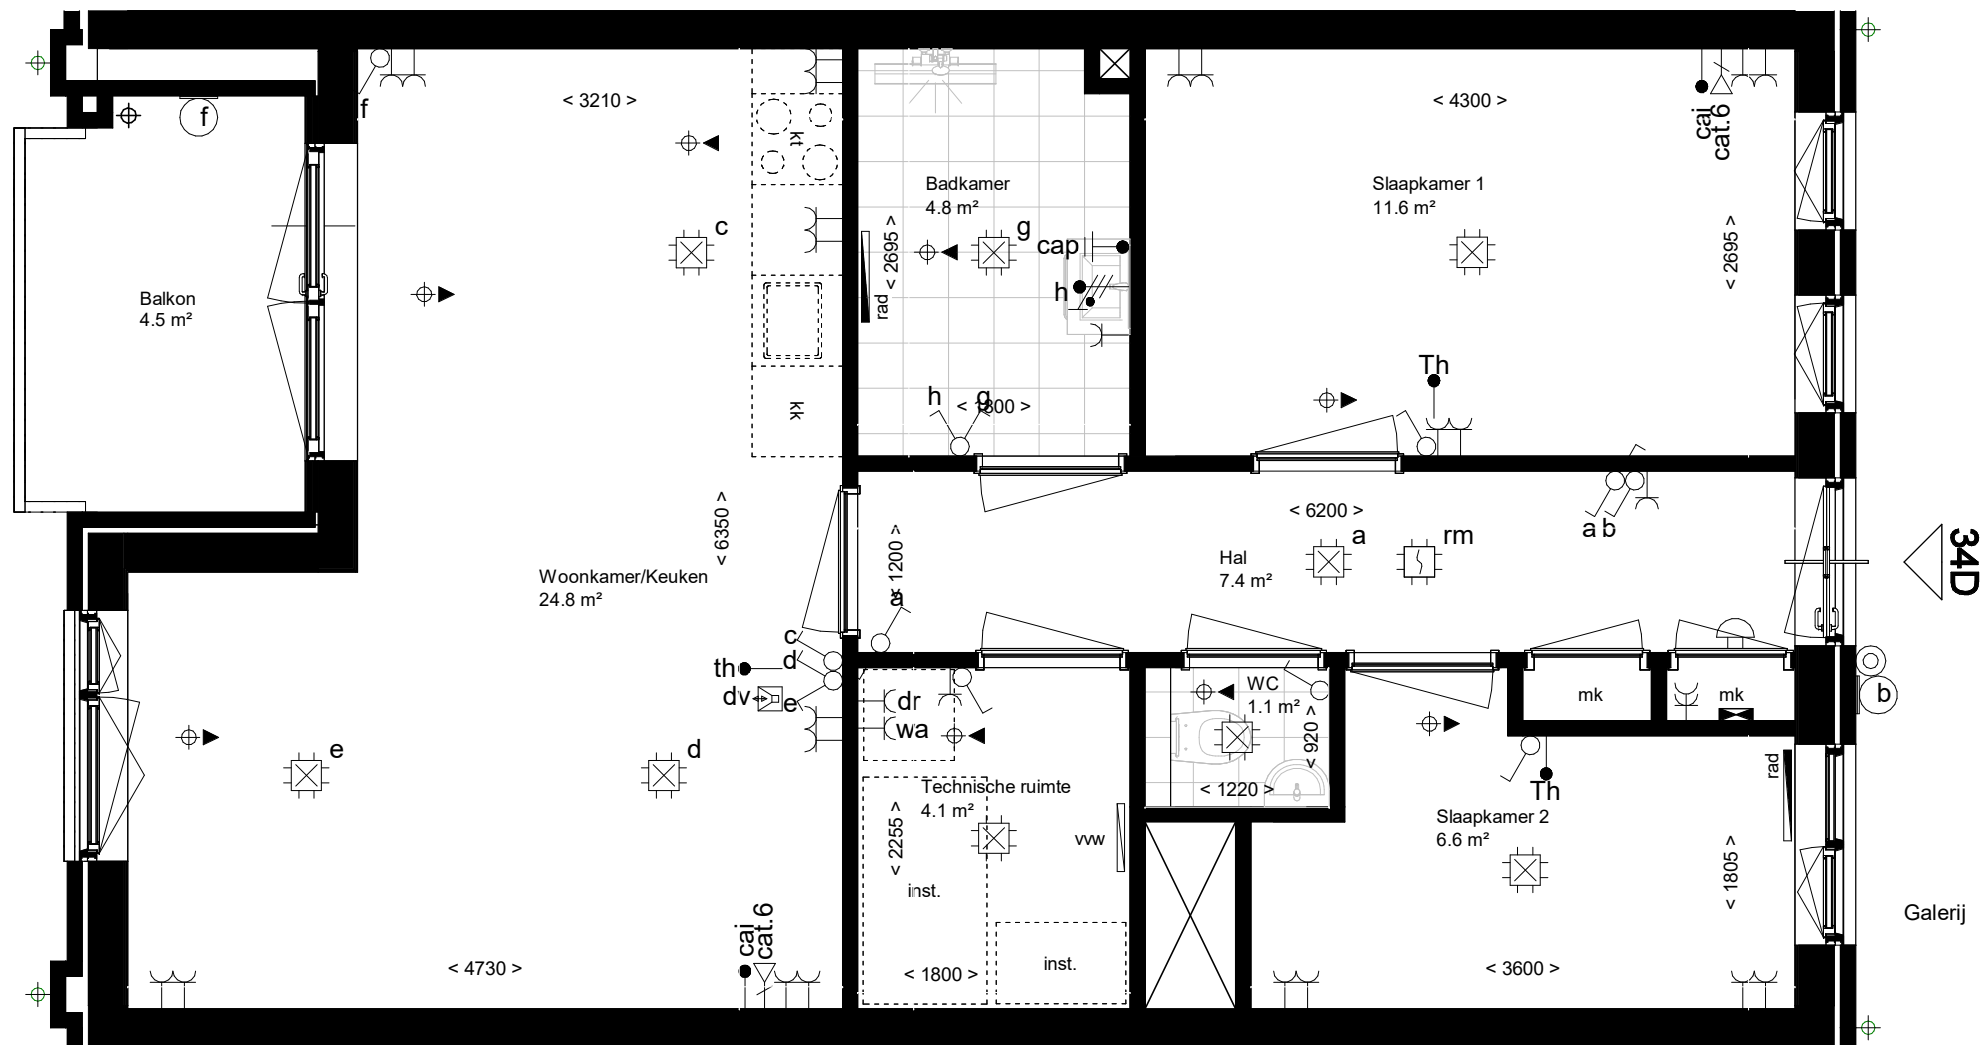 f
f
< 3210 >
kt
c
Badkamer
4.8 m²
< 2695 >
rad
g
cap
h
h
g
< 1800 >
< 4300 >
Slaapkamer 1
11.6 m²
cai
cat.6
< 2695 >
Th
Balkon
4.5 m²
kk
< 6350 >
Woonkamer/Keuken
24.8 m²
< 1200 >
a
< 6200 >
Hal
7.4 m²
a
rm
a b
34D
c
d
th
dv
e
dr
wa
e
d
Technische ruimte
4.1 m²
< 2255 >
vvw
inst.
inst.
< 1800 >
WC
1.1 m²
< 920 >
< 1220 >
mk
mk
b
Th
rad
Slaapkamer 2
6.6 m²
< 1805 >
< 3600 >
Galerij
cai
cat.6
< 4730 >